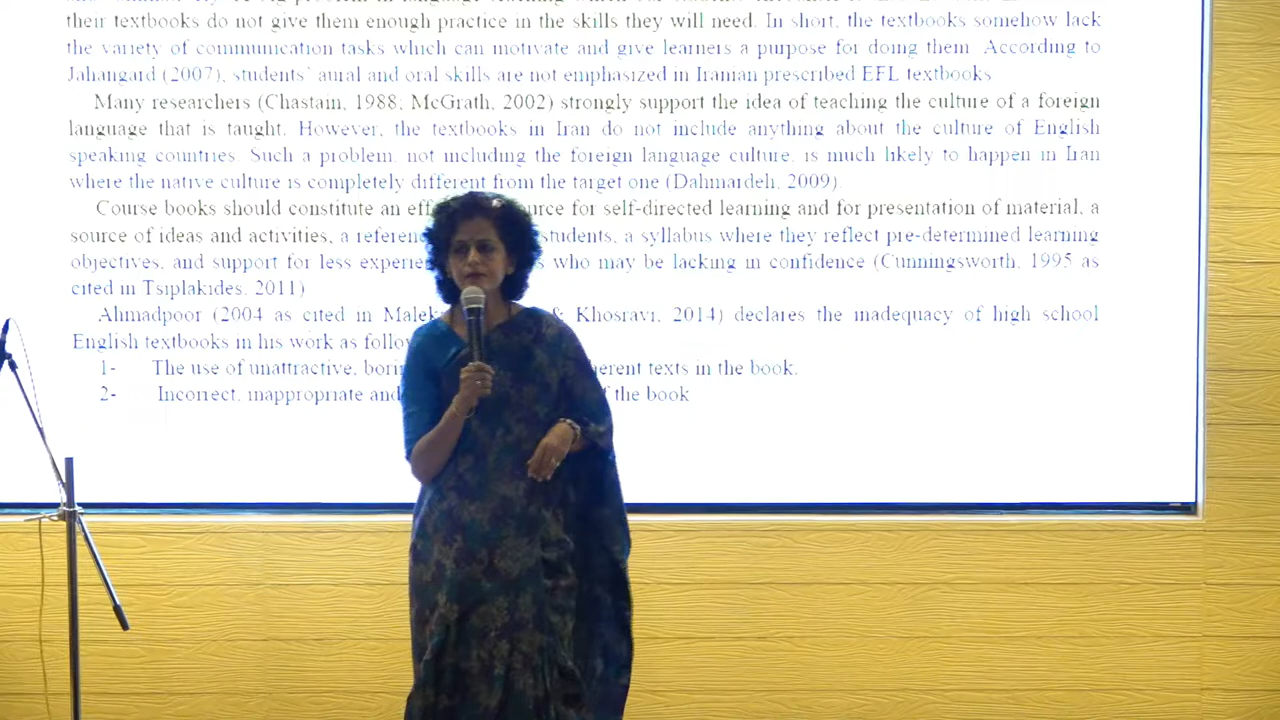 their textbooks do not give them enough practice in the skills they will need. In short, the textbooks somehow lack
the variety of communication tasks which can motivate and give learners a purpose for doing them. According to
Jahangard (2007), students' aural and oral skills are not emphasized in Iranian prescribed EFL textbooks.
Many researchers (Chastain, 1988; McGrath, 2002) strongly support the idea of teaching the culture of a foreign
language that is taught. However, the textbooks in Iran do not include anything about the culture of English
speaking countries. Such a problem, not including the foreign language culture, is much likely to happen in Iran
where the native culture is completely different from the target one (Dahmardeh, 2009).
Course books should constitute an for self-directed learning and for presentation of material, a
source of ideas and activities, a students, a syllabus where they reflect pre-determined learning
objectives, and support for less who may be lacking in confidence (Cunningsworth, 1995 as
cited in Tsiplakides, 2011)
Ahmadpoor (2004 as cited in & Khosravi, 2014) declares the inadequacy of high school
English textbooks in his work as
1- The use of unattractive, texts in the book.
2- Incorrect, inappropriate and the book